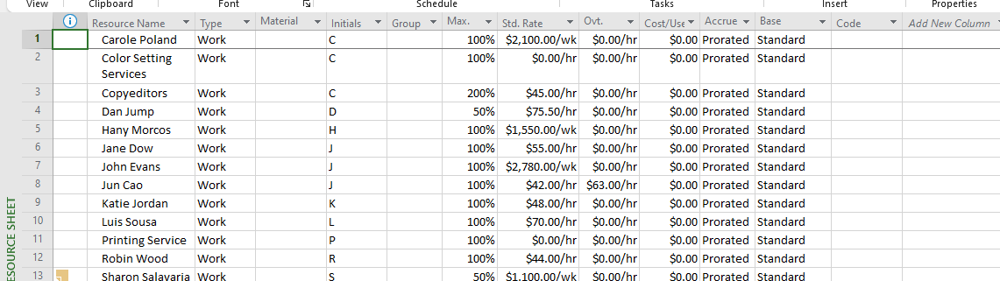 View Clipboard Font Schedule Tasks Insert Properties
Resource Name Type Material Initials Group Max. Std. Rate Ovt. Cost/Use Accrue Base Code Add New Column
1 Carole Poland Work C 100% $2,100.00/wk $0.00/hr $0.00 Prorated Standard
2 Color Setting Work C 100% $0.00/hr $0.00/hr $0.00 Prorated Standard
Services
3 Copyeditors Work C 200% $45.00/hr $0.00/hr $0.00 Prorated Standard
4 Dan Jump Work D 50% $75.50/hr $0.00/hr $0.00 Prorated Standard
5 Hany Morcos Work H 100% $1,550.00/wk $0.00/hr $0.00 Prorated Standard
6 Jane Dow Work J 100% $55.00/hr $0.00/hr $0.00 Prorated Standard
7 John Evans Work J 100% $2,780.00/wk $0.00/hr $0.00 Prorated Standard
8 Jun Cao Work J 100% $42.00/hr $63.00/hr $0.00 Prorated Standard
9 Katie Jordan Work K 100% $48.00/hr $0.00/hr $0.00 Prorated Standard
10 Luis Sousa Work L 100% $70.00/hr $0.00/hr $0.00 Prorated Standard
11 Printing Service Work P 100% $0.00/hr $0.00/hr $0.00 Prorated Standard
12 Robin Wood Work R 100% $44.00/hr $0.00/hr $0.00 Prorated Standard
13 Sharon Salavaria Work S 50% $1,100.00/wk $0.00/hr $0.00 Prorated Standard
ESOURCE SHEET